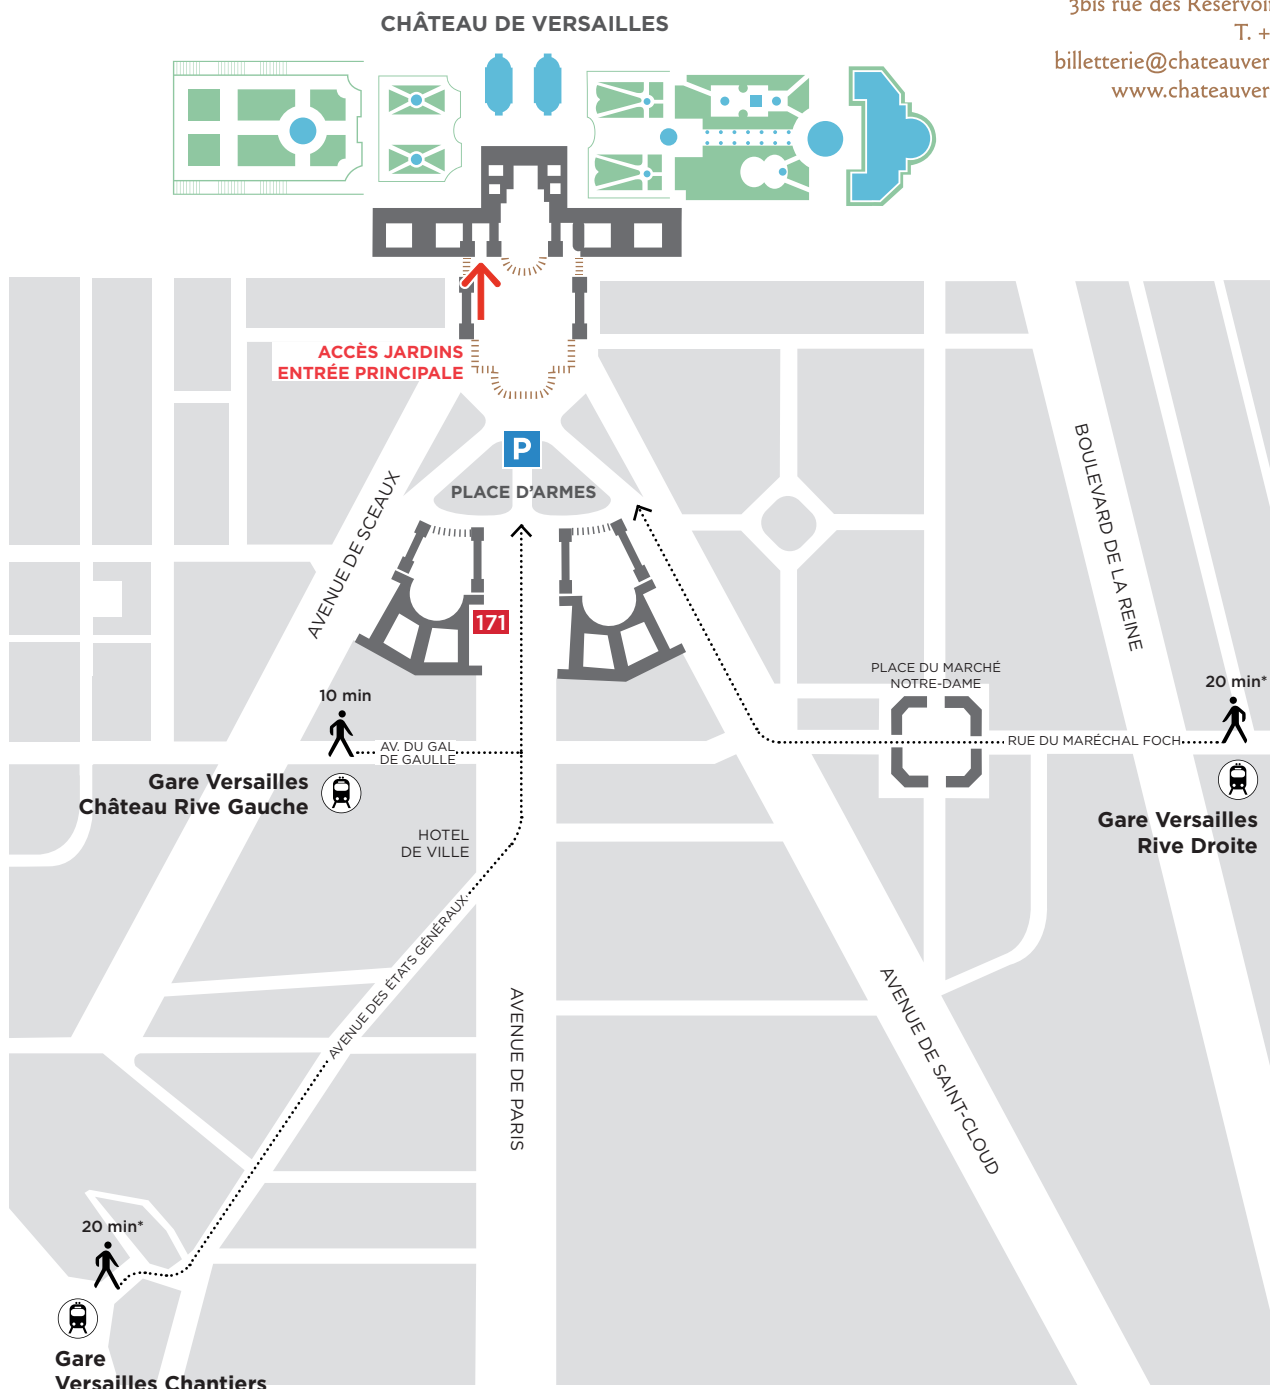 CHÂTEAU DE VERSAILLES
3bis rue des Réservoir
T. +
billetterie@chateauver
www.chateauver
ACCÈS JARDINS
ENTRÉE PRINCIPALE
P
PLACE D'ARMES
AVENUE DE SCEAUX
BOULEVARD DE LA REINE
171
PLACE DU MARCHÉ
NOTRE-DAME
10 min
20 min*
AV. DU GAL
DE GAULLE
RUE DU MARÉCHAL FOCH
Gare Versailles
Château Rive Gauche
Gare Versailles
Rive Droite
HOTEL
DE VILLE
AVENUE DES ÉTATS GÉNÉRAUX
AVENUE DE PARIS
AVENUE DE SAINT-CLOUD
20 min*
Gare
Versailles Chantiers